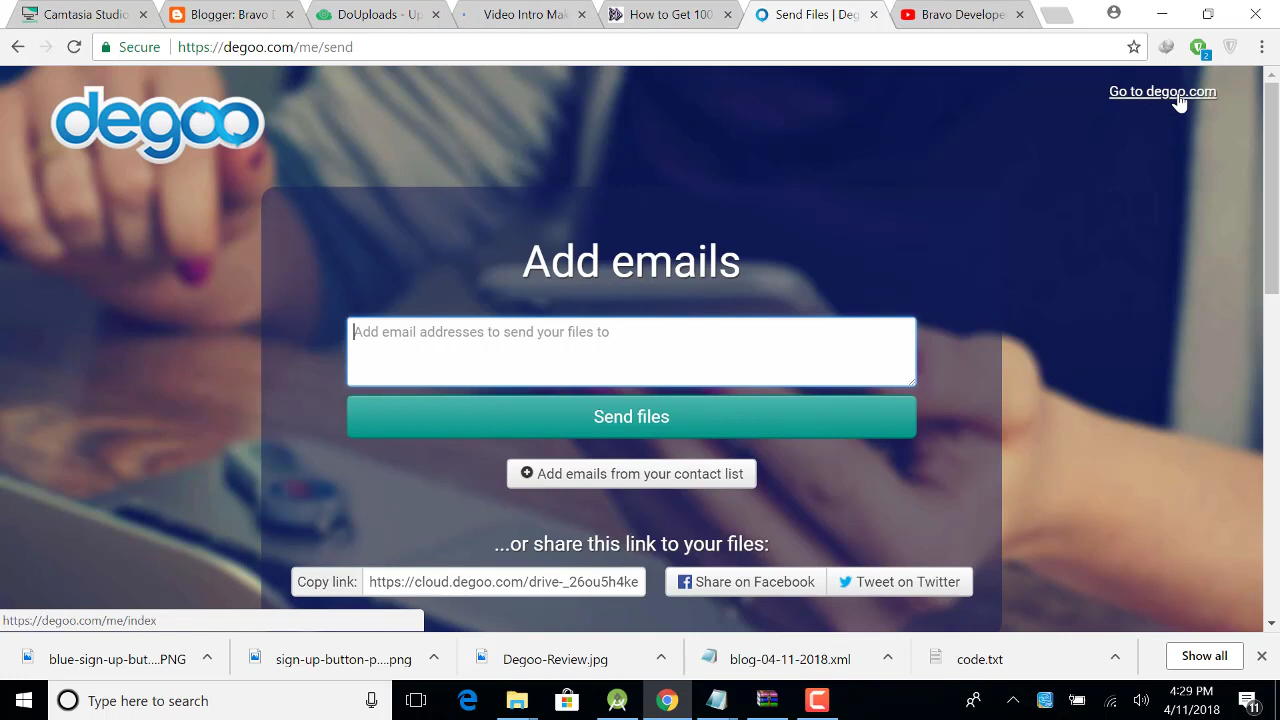 Camtasia Studio
Blogger: Bravo D
DoUploads - Up
Video Intro Mak
How to Get 100
Send Files | Deg
Bravo Develope
Secure
https://degoo.com/me/send
2
degoo
Go to degoo.com
Add emails
Add email addresses to send your files to
Send files
Add emails from your contact list
...or share this link to your files:
Copy link:
https://cloud.degoo.com/drive-_26ou5h4ke
Share on Facebook
Tweet on Twitter
https://degoo.com/me/index
blue-sign-up-but....PNG
sign-up-button-p....png
Degoo-Review.jpg
blog-04-11-2018.xml
code.txt
Show all
Type here to search
4:29 PM
4/11/2018
11